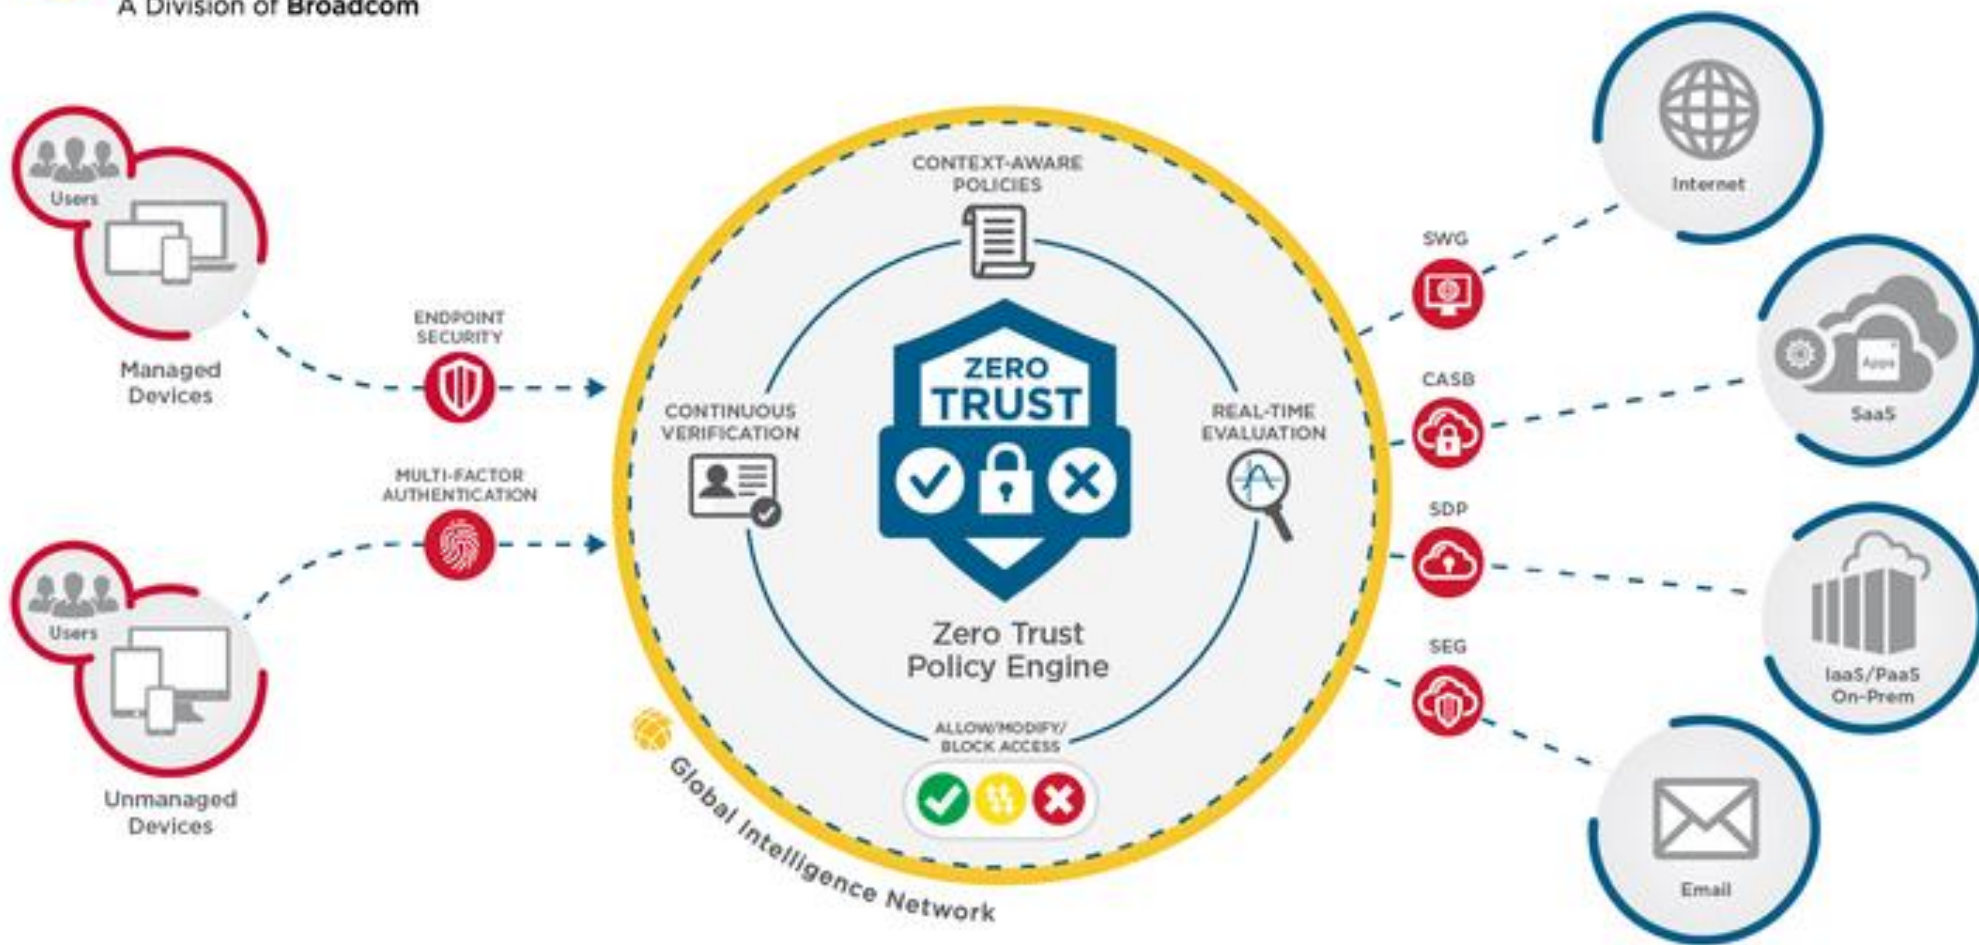 A Division of Broadcom
Users
Managed
Devices
ENDPOINT
SECURITY
MULTI-FACTOR
AUTHENTICATION
Users
Unmanaged
Devices
CONTEXT-AWARE
POLICIES
CONTINUOUS
VERIFICATION
ZERO
TRUST
REAL-TIME
EVALUATION
Zero Trust
Policy Engine
ALLOW/MODIFY/
BLOCK ACCESS
Global Intelligence Network
SWG
CASB
SDP
SEG
Internet
Apps
SaaS
IaaS/PaaS
On-Prem
Email